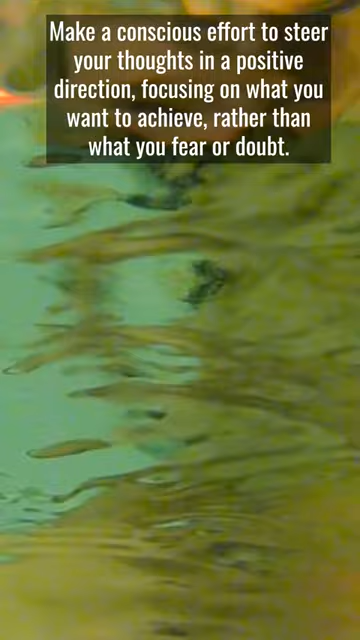 Make a conscious effort to steer
your thoughts in a positive
direction, focusing on what you
want to achieve, rather than
what you fear or doubt.